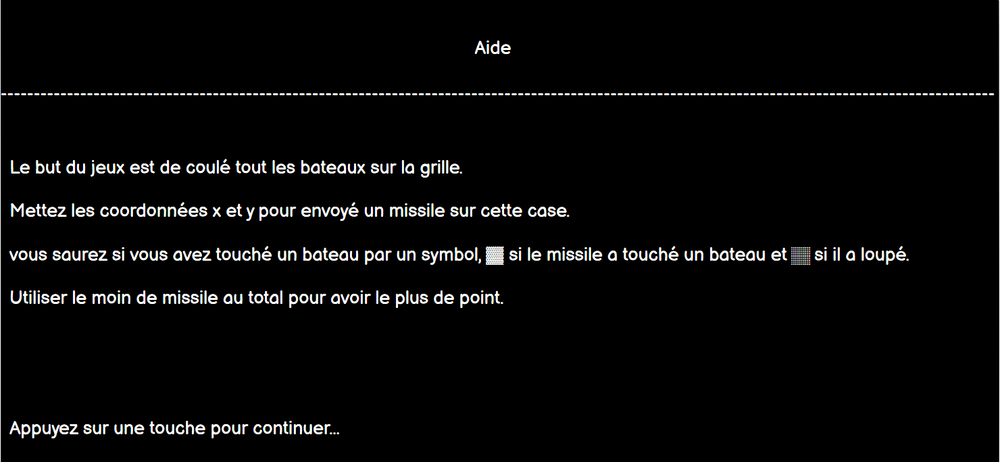 Aide
------------------------------------------------------------------------------------------------------------------------
Le but du jeux est de coulé tout les bateaux sur la grille.
Mettez les coordonnées x et y pour envoyé un missile sur cette case.
vous saurez si vous avez touché un bateau par un symbol, ▓▓ si le missile a touché un bateau et ▒▒ si il a loupé.
Utiliser le moin de missile au total pour avoir le plus de point.
Appuyez sur une touche pour continuer...